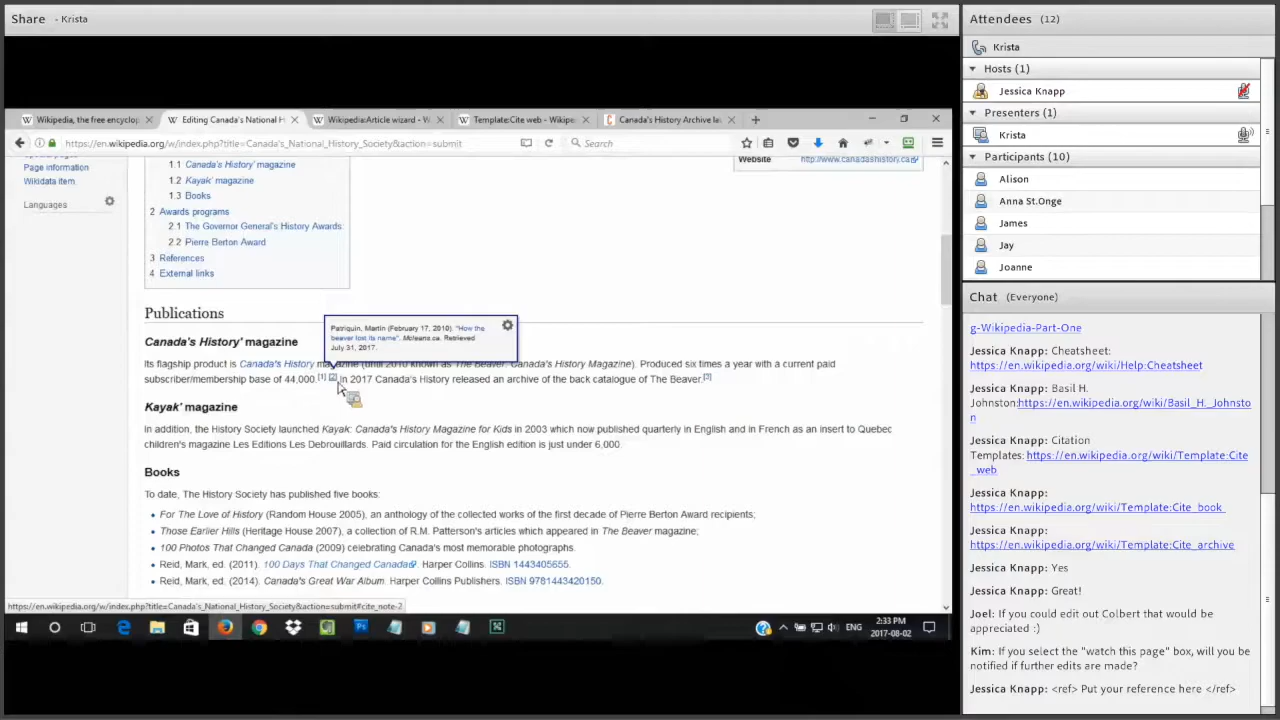 Share - Krista
Wikipedia, the free encyclop
Editing Canada's National H
Wikipedia:Article wizard - W
Template:Cite web - Wikipe
Canada's History Archive la
https://en.wikipedia.org/w/index.php?title=Canada's_National_History_Society&action=submit
Search
Page information
Wikidata item
Languages
1.1 Canada's History' magazine
1.2 Kayak' magazine
1.3 Books
2 Awards programs
2.1 The Governor General's History Awards
2.2 Pierre Berton Award
3 References
4 External links
Website http://www.canadashistory.ca
Publications
Patriquin, Martin (February 17, 2010). "How the
beaver lost its name". Mcleans.ca. Retrieved
July 31, 2017.
Canada's History' magazine
Its flagship product is Canada's History magazine (until 2010 known as The Beaver: Canada's History Magazine). Produced six times a year with a current paid
subscriber/membership base of 44,000.[1] [2] in 2017 Canada's History released an archive of the back catalogue of The Beaver.[3]
Kayak' magazine
In addition, the History Society launched Kayak: Canada's History Magazine for Kids in 2003 which now published quarterly in English and in French as an insert to Quebec
children's magazine Les Editions Les Debrouillards. Paid circulation for the English edition is just under 6,000.
Books
To date, The History Society has published five books:
• For The Love of History (Random House 2005), an anthology of the collected works of the first decade of Pierre Berton Award recipients;
• Those Earlier Hills (Heritage House 2007), a collection of R.M. Patterson's articles which appeared in The Beaver magazine;
• 100 Photos That Changed Canada (2009) celebrating Canada's most memorable photographs.
• Reid, Mark, ed. (2011). 100 Days That Changed Canada. Harper Collins. ISBN 1443405655.
• Reid, Mark, ed. (2014). Canada's Great War Album. Harper Collins Publishers. ISBN 9781443420150.
https://en.wikipedia.org/w/index.php?title=Canada's_National_History_Society&action=submit#cite_note-2
ENG
2:33 PM
2017-08-02
Attendees (12)
Krista
Hosts (1)
Jessica Knapp
Presenters (1)
Krista
Participants (10)
Alison
Anna St.Onge
James
Jay
Joanne
Chat (Everyone)
g-Wikipedia-Part-One
Jessica Knapp: Cheatsheet:
https://en.wikipedia.org/wiki/Help:Cheatsheet
Jessica Knapp: Basil H.
Johnston:https://en.wikipedia.org/wiki/Basil_H._Johnsto
n
Jessica Knapp: Citation
Templates: https://en.wikipedia.org/wiki/Template:Cite
_web
Jessica Knapp:
https://en.wikipedia.org/wiki/Template:Cite_book
Jessica Knapp:
https://en.wikipedia.org/wiki/Template:Cite_archive
Jessica Knapp: Yes
Jessica Knapp: Great!
Joel: If you could edit out Colbert that would be
appreciated :)
Kim: If you select the "watch this page" box, will you be
notified if further edits are made?
Jessica Knapp: <ref> Put your reference here </ref>